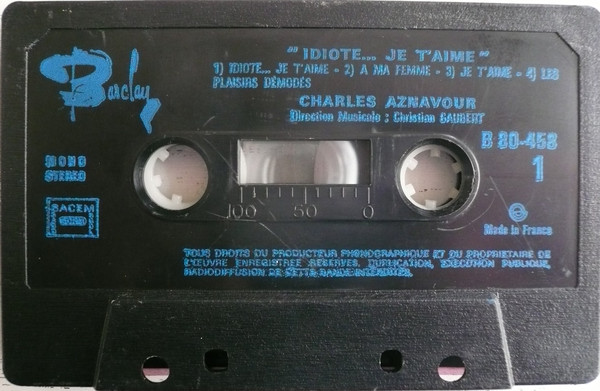 Barclay
"IDIOTE... JE T'AIME"
1) IDIOTE... JE T'AIME - 2) A MA FEMME - 3) JE T'AIME - 4) LES
PLAISIRS DÉMODÉS
CHARLES AZNAVOUR
Direction Musicale : Christian GAUBERT
B 80-458
1
MONO
STEREO
SACEM
100 50 0
Made in France
TOUS DROITS DU PRODUCTEUR PHONOGRAPHIQUE ET DU PROPRIETAIRE DE
L'ŒUVRE ENREGISTREE RESERVES. DUPLICATION, EXECUTION PUBLIQUE,
RADIODIFFUSION DE CETTE BANDE INTERDITES.